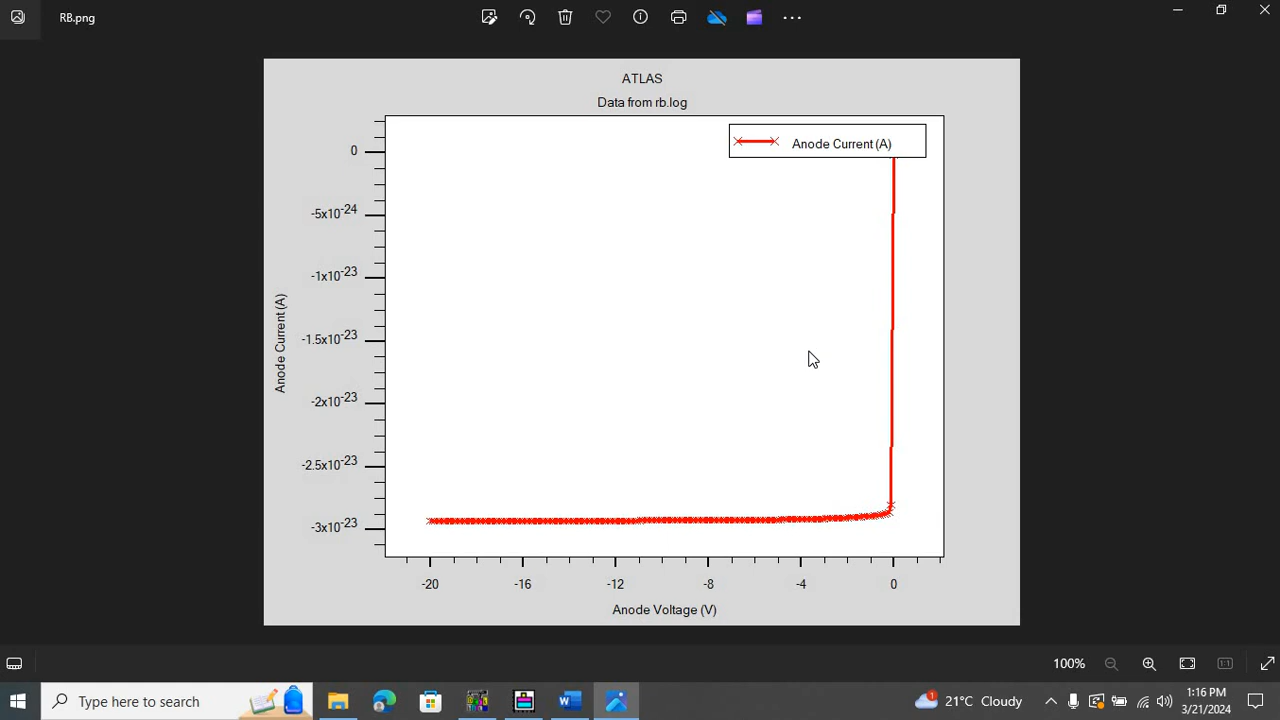 RB.png
ATLAS
Data from rb.log
Anode Current (A)
0
-5x10-24
-1x10-23
-1.5x10-23
-2x10-23
-2.5x10-23
-3x10-23
Anode Current (A)
-20 -16 -12 -8 -4 0
Anode Voltage (V)
100%
Type here to search
1
21°C Cloudy
1:16 PM
3/21/2024